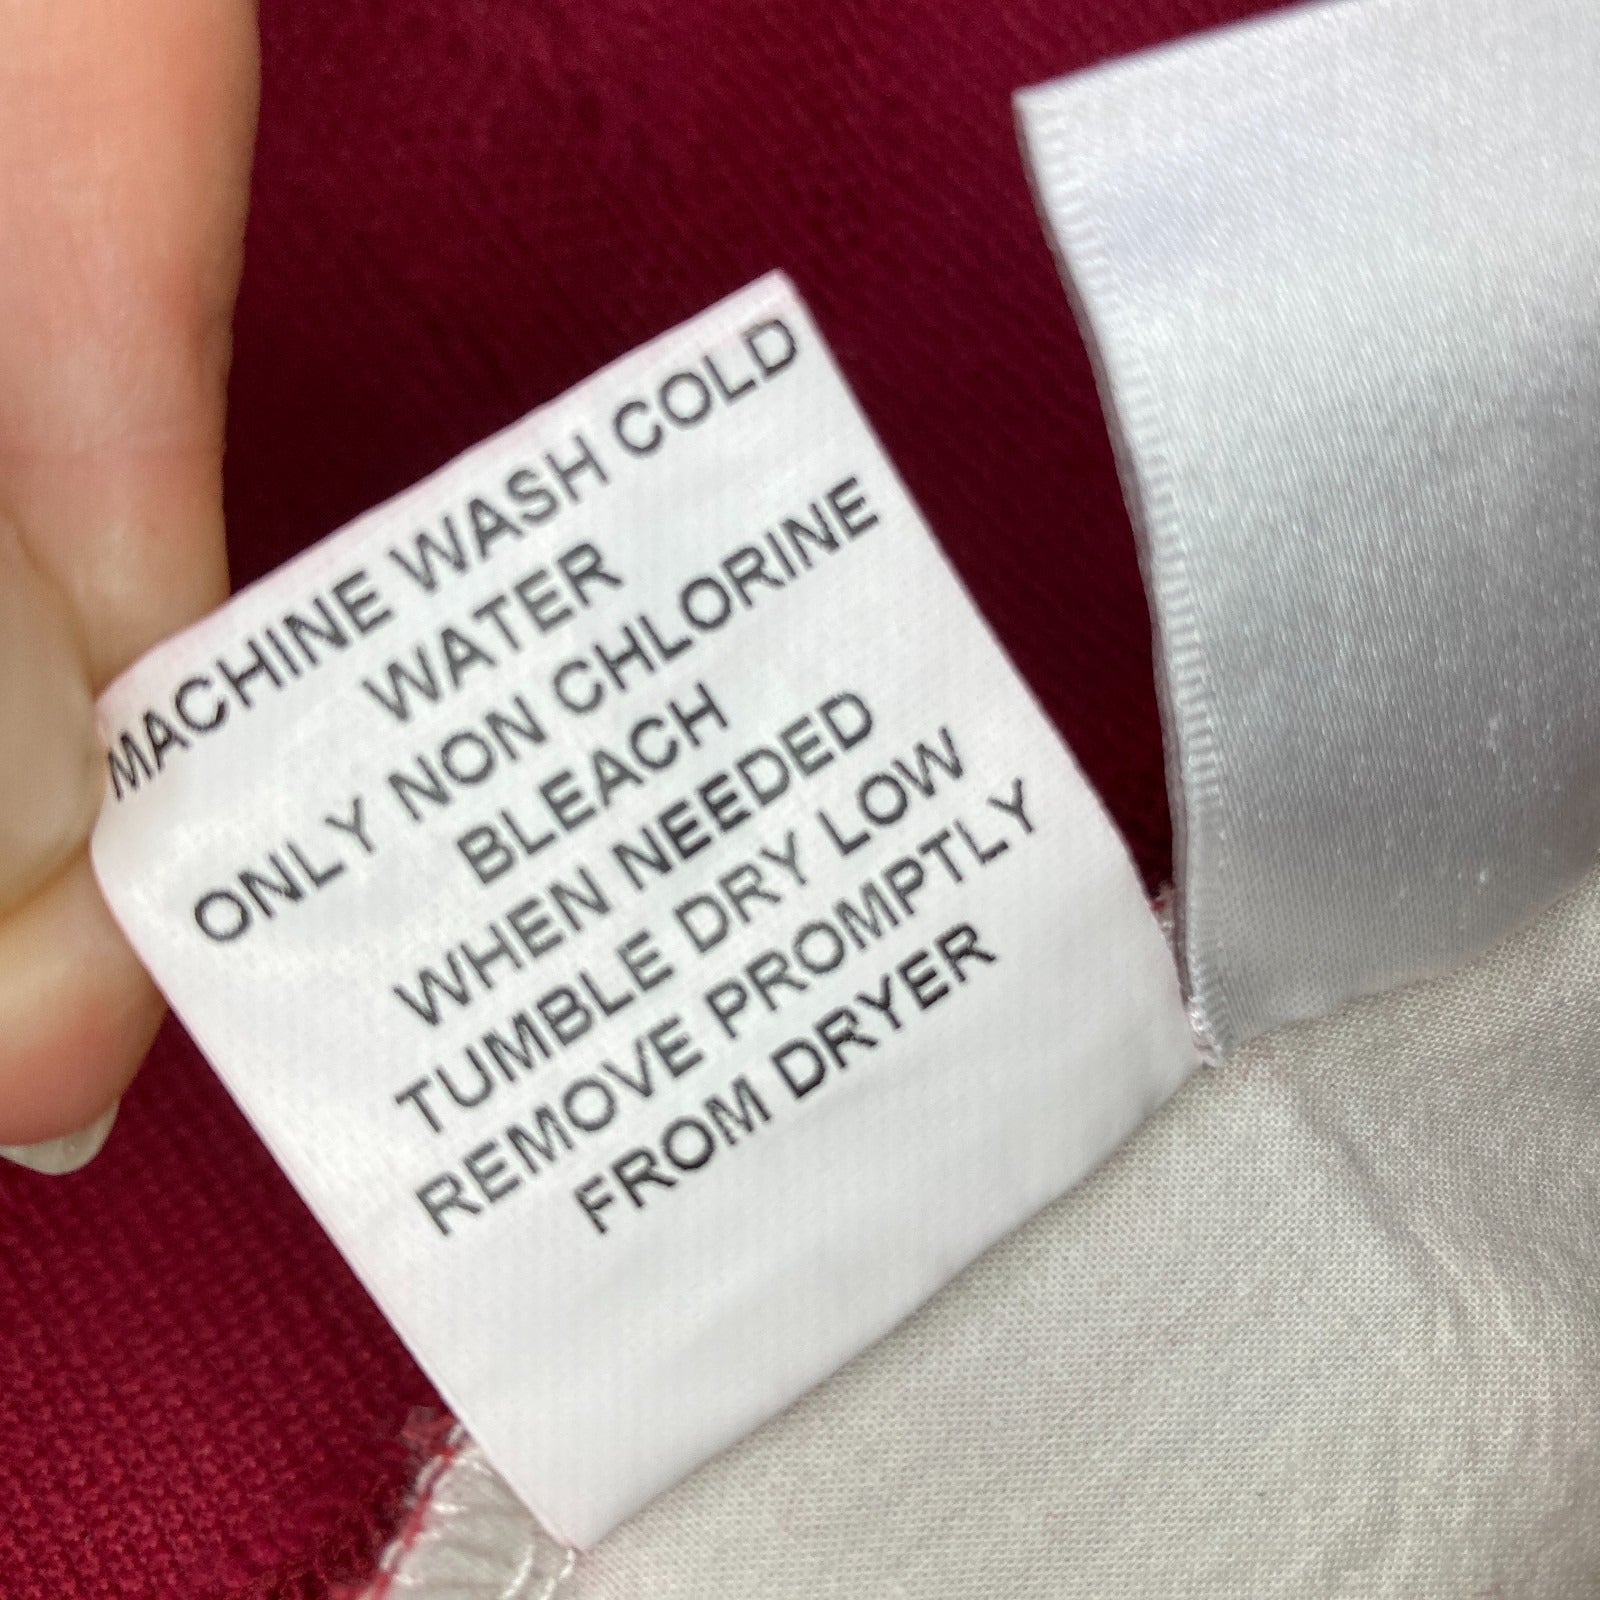 MACHINE WASH COLD
WATER
ONLY NON CHLORINE
BLEACH
WHEN NEEDED
TUMBLE DRY LOW
REMOVE PROMPTLY
FROM DRYER